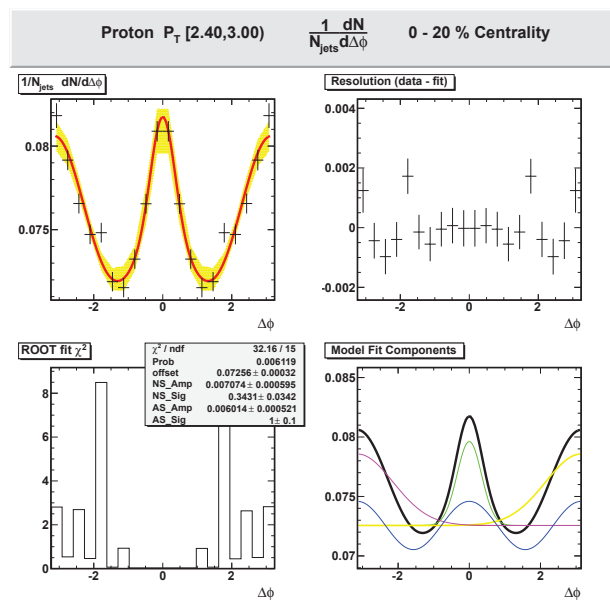 Proton P_T [2.40,3.00) 1/N_jets dN/dΔϕ 0 - 20 % Centrality
1/N_jets dN/dΔϕ
0.08
0.075
-2 0 2
Δϕ
Resolution (data - fit)
0.004
0.002
0
-0.002
-2 0 2
Δϕ
ROOT fit χ²
8
6
4
2
0
-2 0 2
Δϕ
χ² / ndf 32.16 / 15
Prob 0.006119
offset 0.07256 ± 0.00032
NS_Amp 0.007074 ± 0.000595
NS_Sig 0.3431 ± 0.0342
AS_Amp 0.006014 ± 0.000521
AS_Sig 1 ± 0.1
Model Fit Components
0.085
0.08
0.075
0.07
-2 0 2
Δϕ